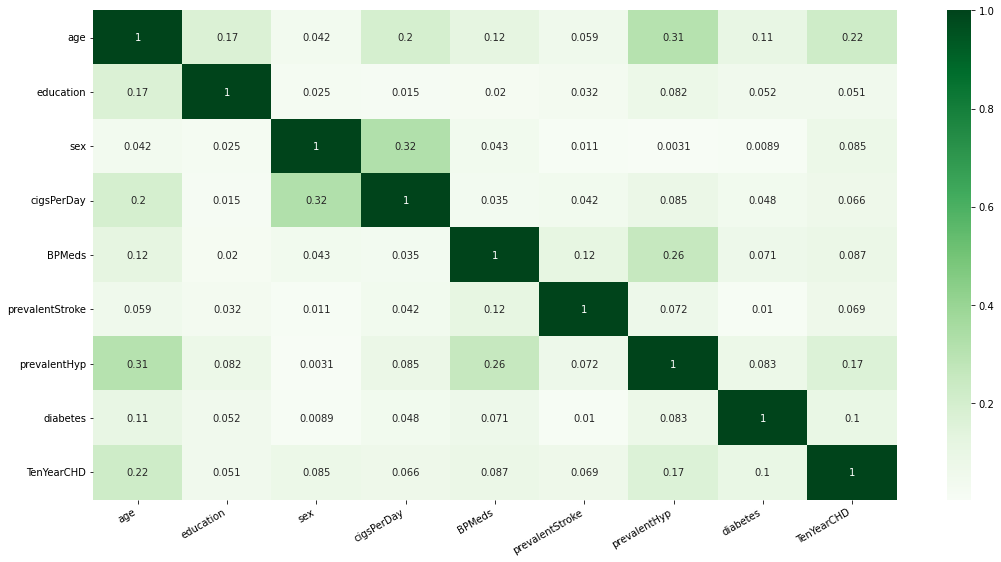 age 1 0.17 0.042 0.2 0.12 0.059 0.31 0.11 0.22
education 0.17 1 0.025 0.015 0.02 0.032 0.082 0.052 0.051
sex 0.042 0.025 1 0.32 0.043 0.011 0.0031 0.0089 0.085
cigsPerDay 0.2 0.015 0.32 1 0.035 0.042 0.085 0.048 0.066
BPMeds 0.12 0.02 0.043 0.035 1 0.12 0.26 0.071 0.087
prevalentStroke 0.059 0.032 0.011 0.042 0.12 1 0.072 0.01 0.069
prevalentHyp 0.31 0.082 0.0031 0.085 0.26 0.072 1 0.083 0.17
diabetes 0.11 0.052 0.0089 0.048 0.071 0.01 0.083 1 0.1
TenYearCHD 0.22 0.051 0.085 0.066 0.087 0.069 0.17 0.1 1
age education sex cigsPerDay BPMeds prevalentStroke prevalentHyp diabetes TenYearCHD
1.0
0.8
0.6
0.4
0.2